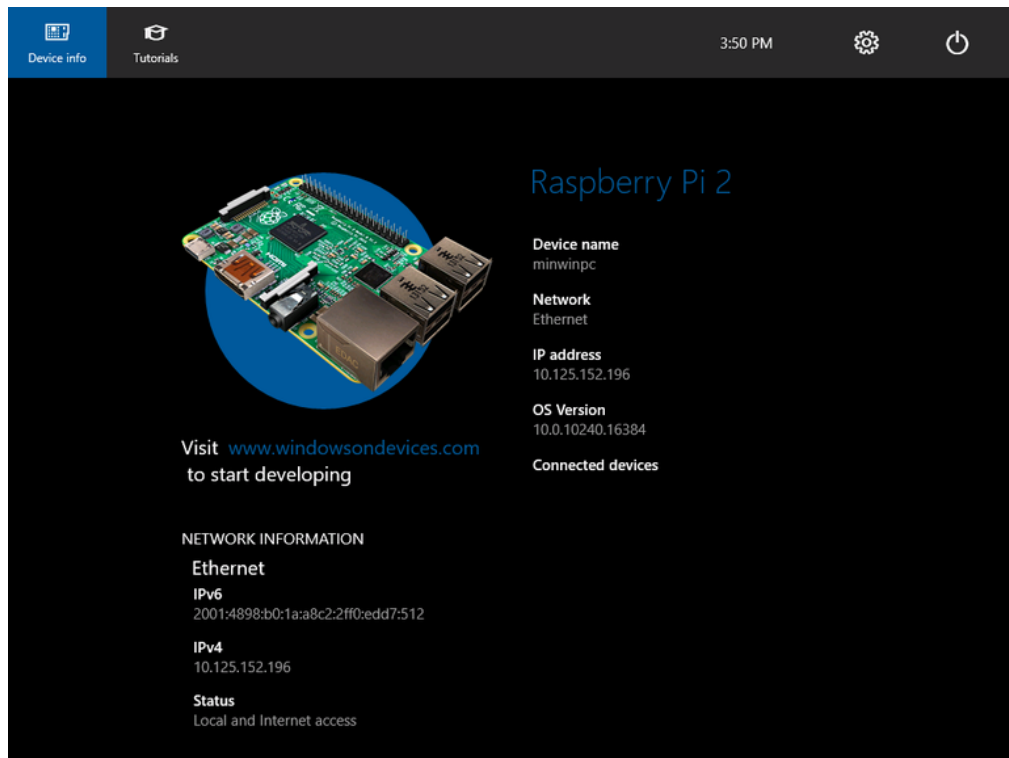 Device info
Tutorials
3:50 PM
Raspberry Pi 2
Device name
minwinpc
Network
Ethernet
IP address
10.125.152.196
OS Version
10.0.10240.16384
Connected devices
HDMI
EDAC
Visit www.windowsondevices.com
to start developing
NETWORK INFORMATION
Ethernet
IPv6
2001:4898:b0:1a:a8c2:2ff0:edd7:512
IPv4
10.125.152.196
Status
Local and Internet access